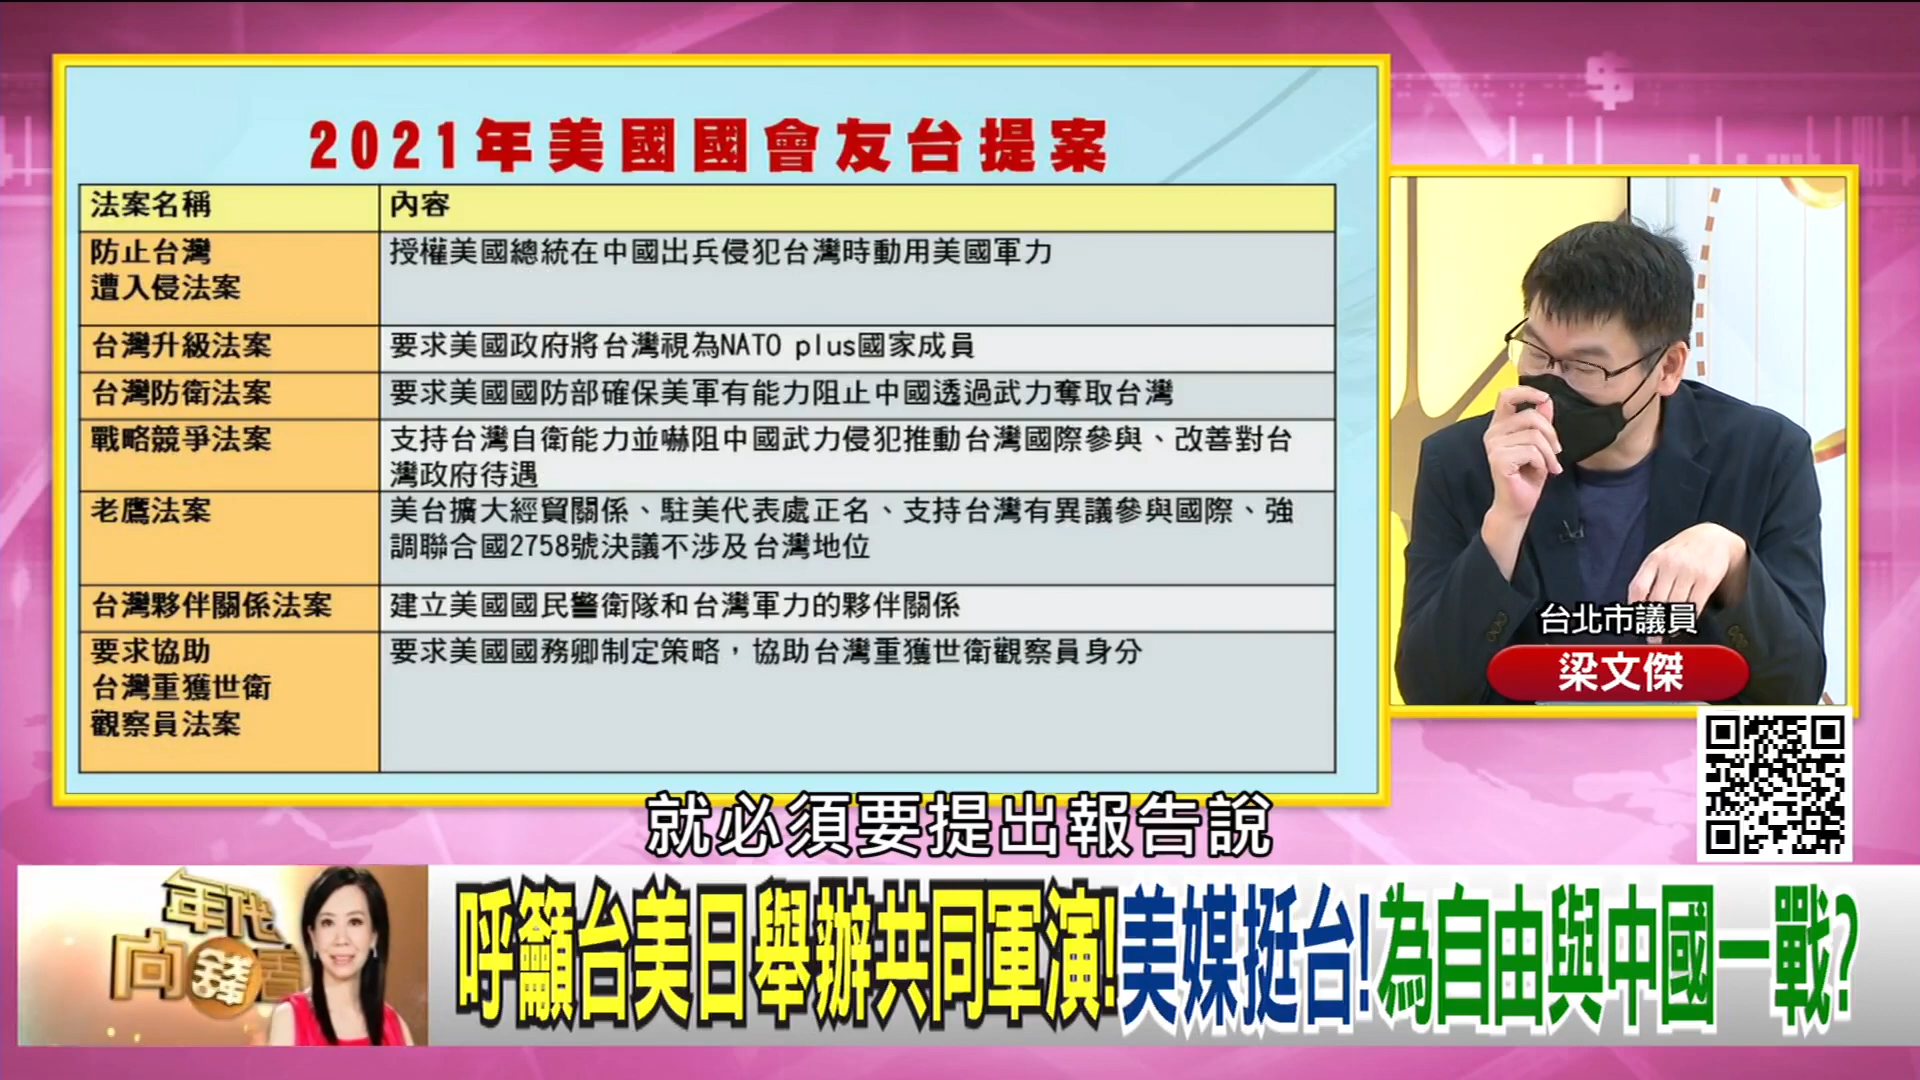 2021年美國國會友台提案
法案名稱
內容
防止台灣
遭入侵法案
授權美國總統在中國出兵侵犯台灣時動用美國軍力
台灣升級法案
要求美國政府將台灣視為NATO plus國家成員
台灣防衛法案
要求美國國防部確保美軍有能力阻止中國透過武力奪取台灣
戰略競爭法案
支持台灣自衛能力並嚇阻中國武力侵犯推動台灣國際參與、改善對台
灣政府待遇
老鷹法案
美台擴大經貿關係、駐美代表處正名、支持台灣有異議參與國際、強
調聯合國2758號決議不涉及台灣地位
台灣夥伴關係法案
建立美國國民警衛隊和台灣軍力的夥伴關係
要求協助
台灣重獲世衛
觀察員法案
要求美國國務卿制定策略，協助台灣重獲世衛觀察員身分
台北市議員
梁文傑
就必須要提出報告說
年代
向錢看
呼籲台美日舉辦共同軍演!美媒挺台!為自由與中國一戰?